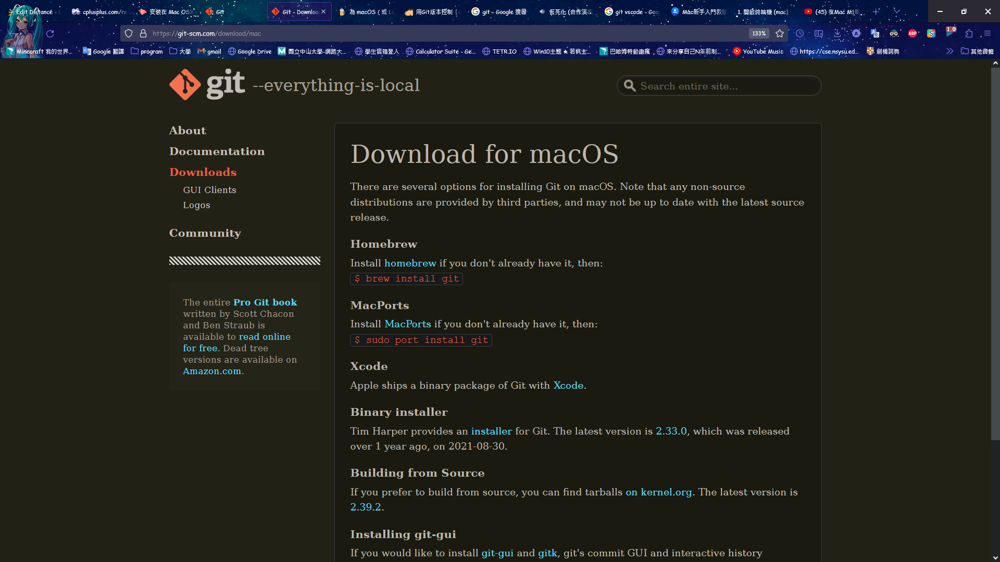 Edit Distance -
cplusplus.com/re
安裝在 Mac OSX
Git
Git - Downloa
為 macOS（或 Li
用Git版本控制【
git - Google 搜尋
仮死化 (合作演出
git vscode - Goo
Mac新手入門教
1. 開啟終端機 (mac)
(45) 在Mac M1
https://git-scm.com/download/mac
133%
ABP
1.0
Minecraft 我的世界...
Google 翻譯
program
大學
gmail
Google Drive
國立中山大學-網路大...
學生信箱登入
Calculator Suite - Ge...
TETR.IO
Win10主題 ★ 若枫主...
巴哈姆特動畫瘋
来分享自己N年前制...
YouTube Music
https://cse.nsysu.ed...
劍橋詞典
其他書籤
git --everything-is-local
Search entire site...
About
Documentation
Downloads
GUI Clients
Logos
Community
The entire Pro Git book
written by Scott Chacon
and Ben Straub is
available to read online
for free. Dead tree
versions are available on
Amazon.com.
Download for macOS
There are several options for installing Git on macOS. Note that any non-source
distributions are provided by third parties, and may not be up to date with the latest source
release.
Homebrew
Install homebrew if you don't already have it, then:
$ brew install git
MacPorts
Install MacPorts if you don't already have it, then:
$ sudo port install git
Xcode
Apple ships a binary package of Git with Xcode.
Binary installer
Tim Harper provides an installer for Git. The latest version is 2.33.0, which was released
over 1 year ago, on 2021-08-30.
Building from Source
If you prefer to build from source, you can find tarballs on kernel.org. The latest version is
2.39.2.
Installing git-gui
If you would like to install git-gui and gitk, git's commit GUI and interactive history